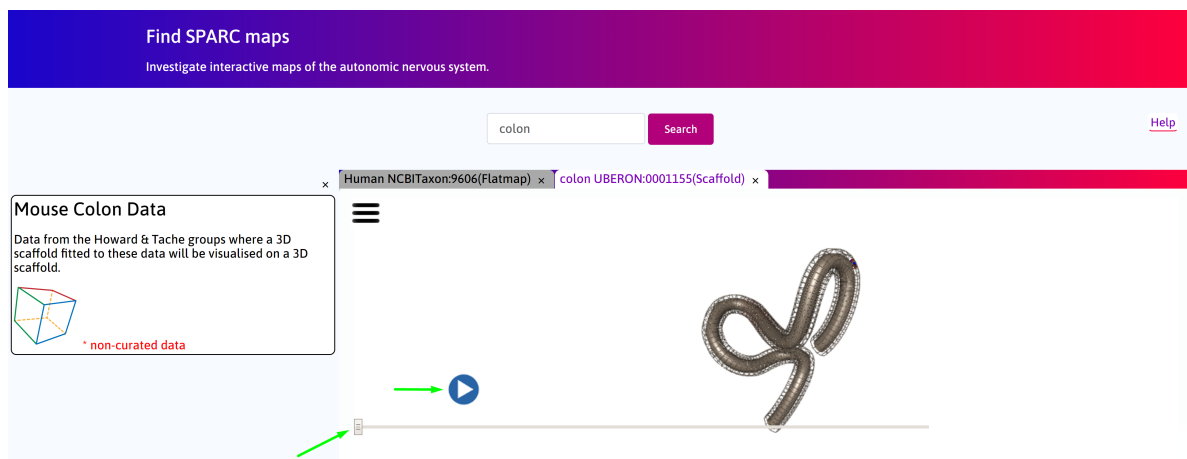 Find SPARC maps
Investigate interactive maps of the autonomic nervous system.
colon
Search
Help
×
Human NCBITaxon:9606(Flatmap) ×
colon UBERON:0001155(Scaffold) ×
Mouse Colon Data
Data from the Howard & Tache groups where a 3D
scaffold fitted to these data will be visualised on a 3D
scaffold.
* non-curated data